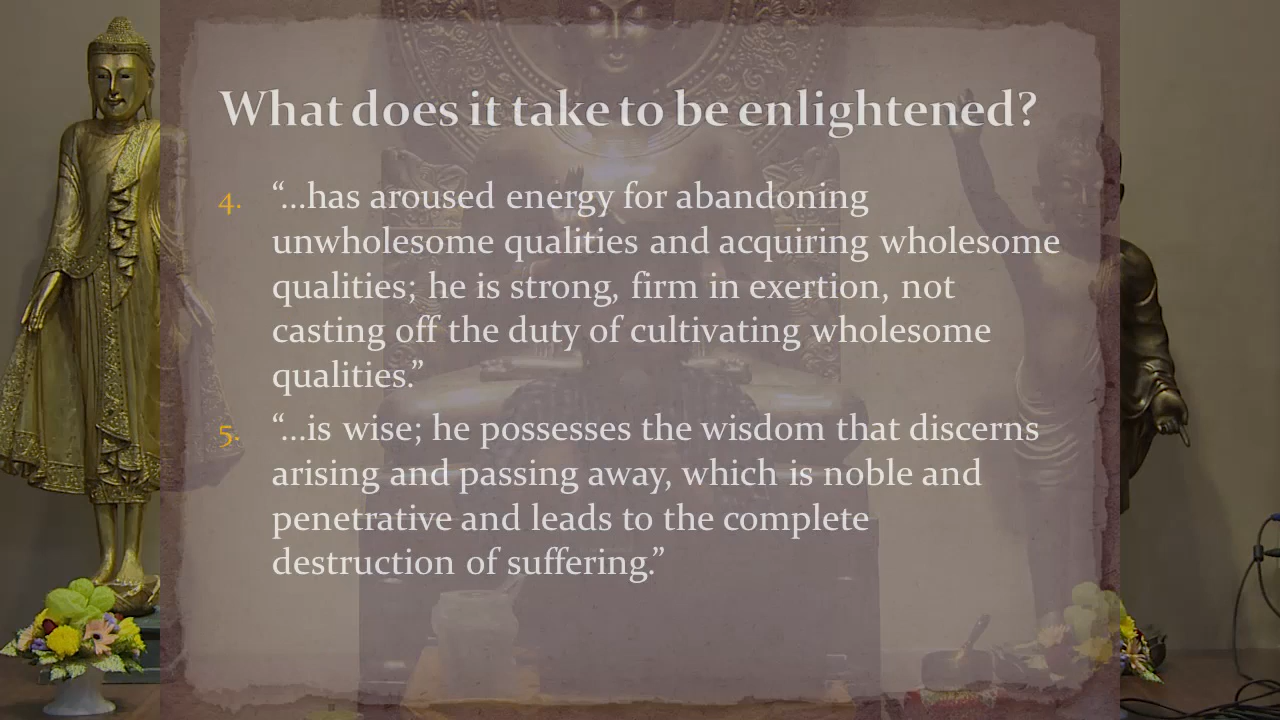 What does it take to be enlightened?
4. “...has aroused energy for abandoning
unwholesome qualities and acquiring wholesome
qualities; he is strong, firm in exertion, not
casting off the duty of cultivating wholesome
qualities.”
5. “...is wise; he possesses the wisdom that discerns
arising and passing away, which is noble and
penetrative and leads to the complete
destruction of suffering.”